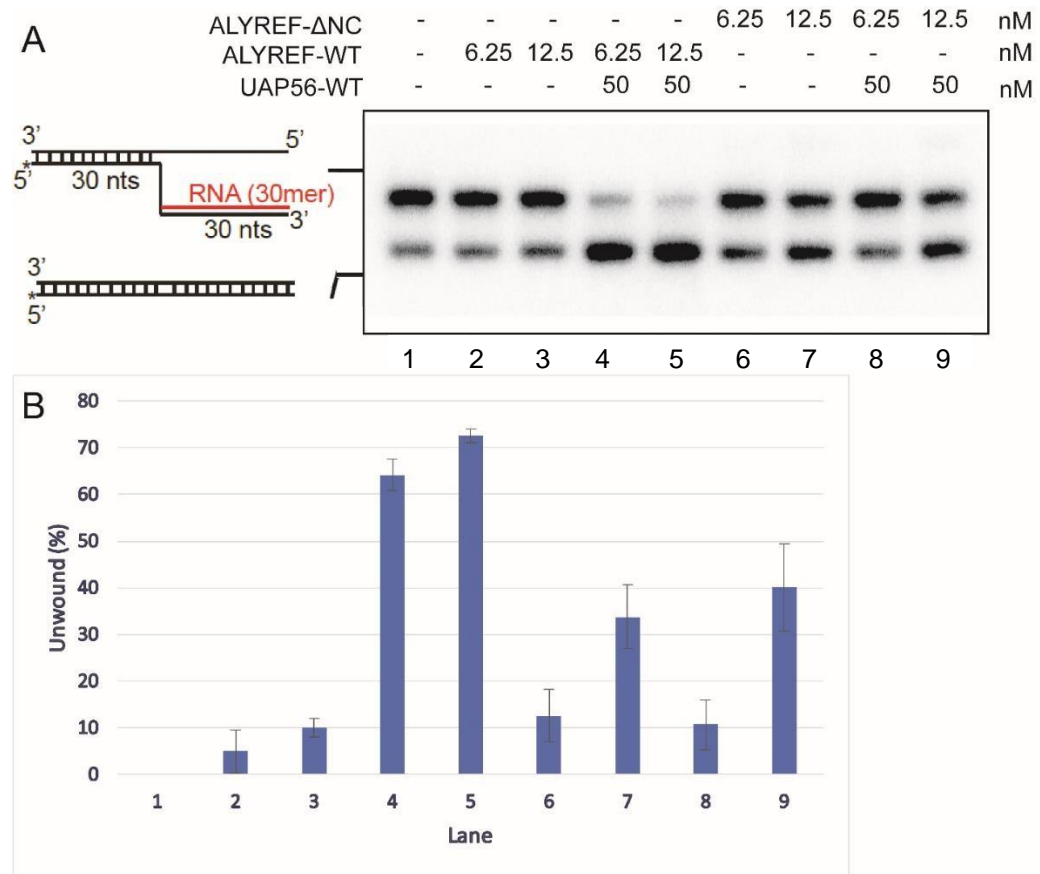 A
ALYREF-ΔNC - - - - - 6.25 12.5 6.25 12.5 nM
ALYREF-WT - 6.25 12.5 6.25 12.5 - - - - nM
UAP56-WT - - - 50 50 - - 50 50 nM
3' 5'
*
5' 30 nts
RNA (30mer)
30 nts 3'
3'
*
5'
1 2 3 4 5 6 7 8 9
B
Unwound (%)
80
70
60
50
40
30
20
10
0
1 2 3 4 5 6 7 8 9
Lane